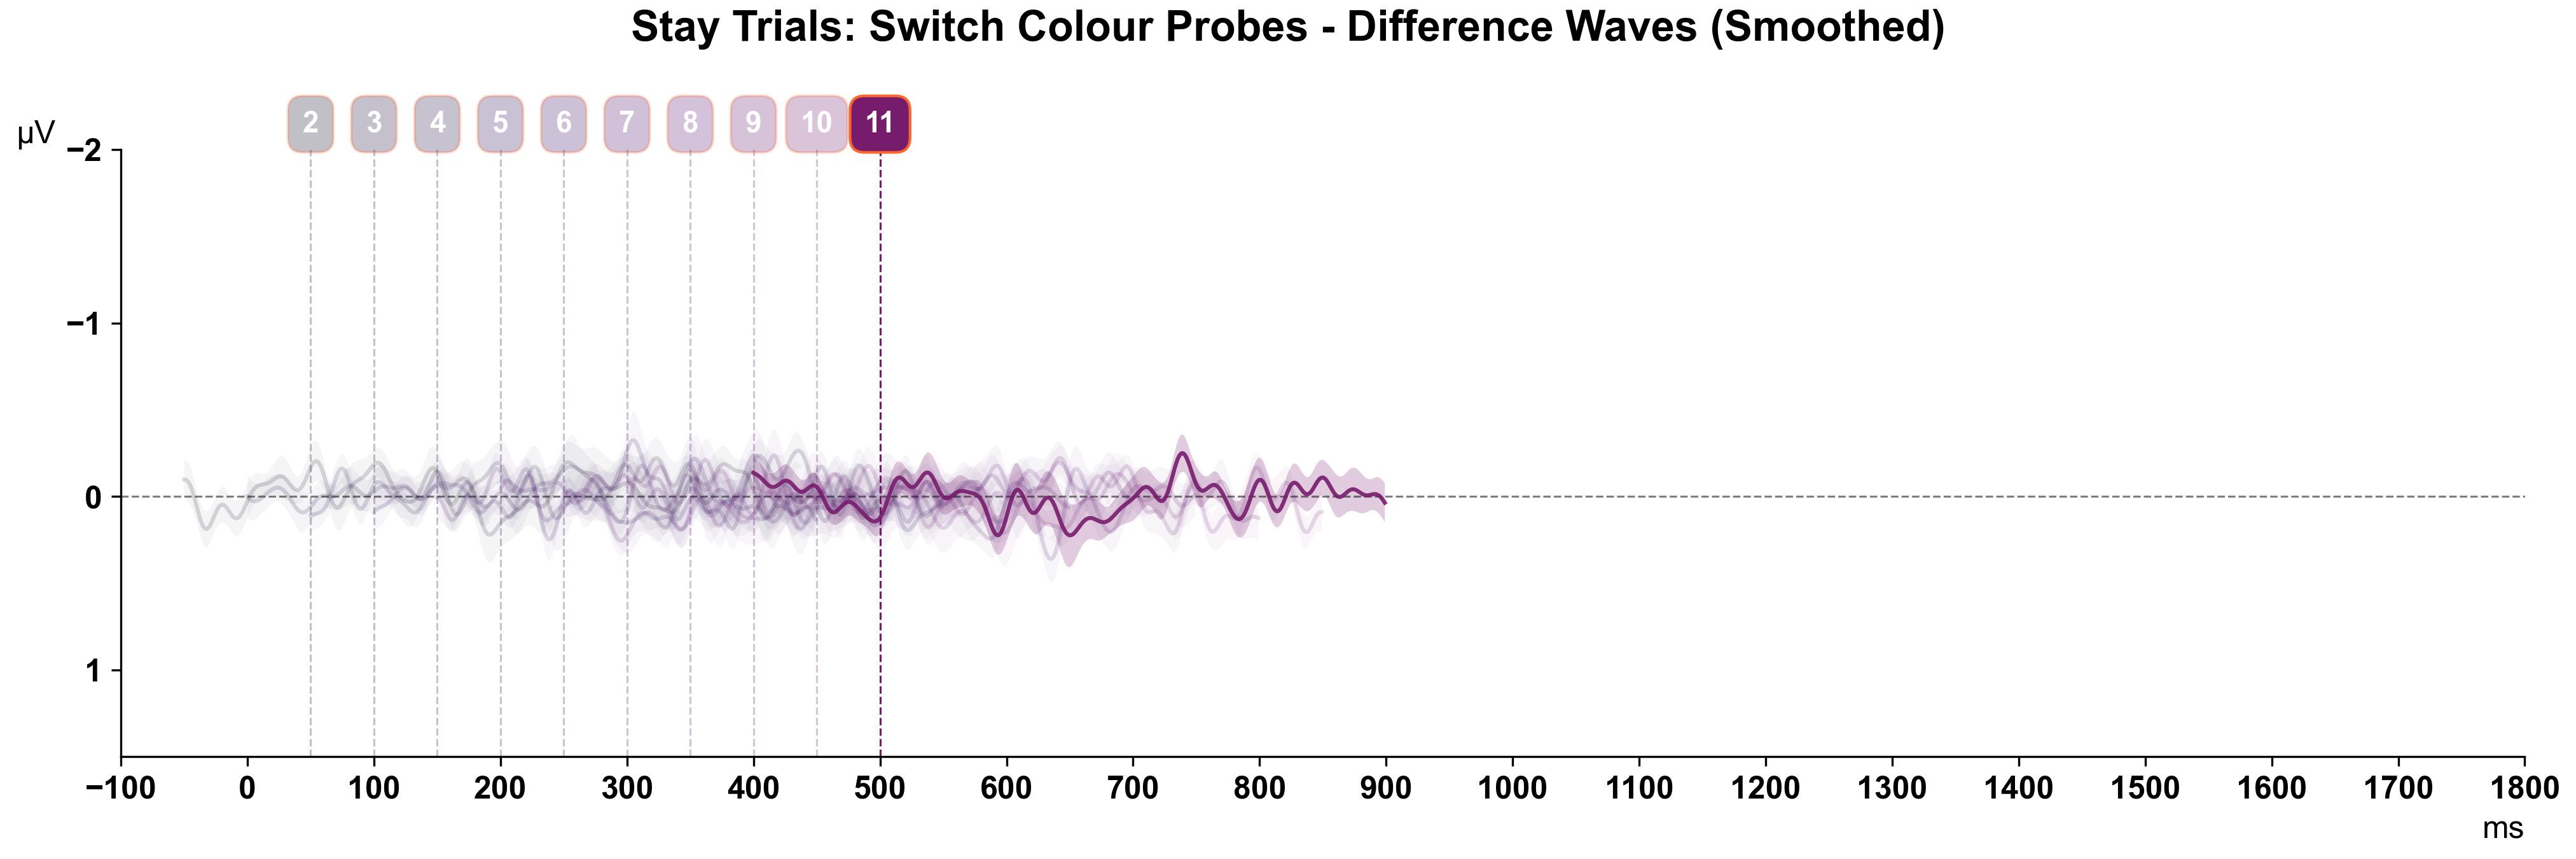 Stay Trials: Switch Colour Probes - Difference Waves (Smoothed)
2 3 4 5 6 7 8 9 10 11
µV
−2
−1
0
1
−100 0 100 200 300 400 500 600 700 800 900 1000 1100 1200 1300 1400 1500 1600 1700 1800
ms